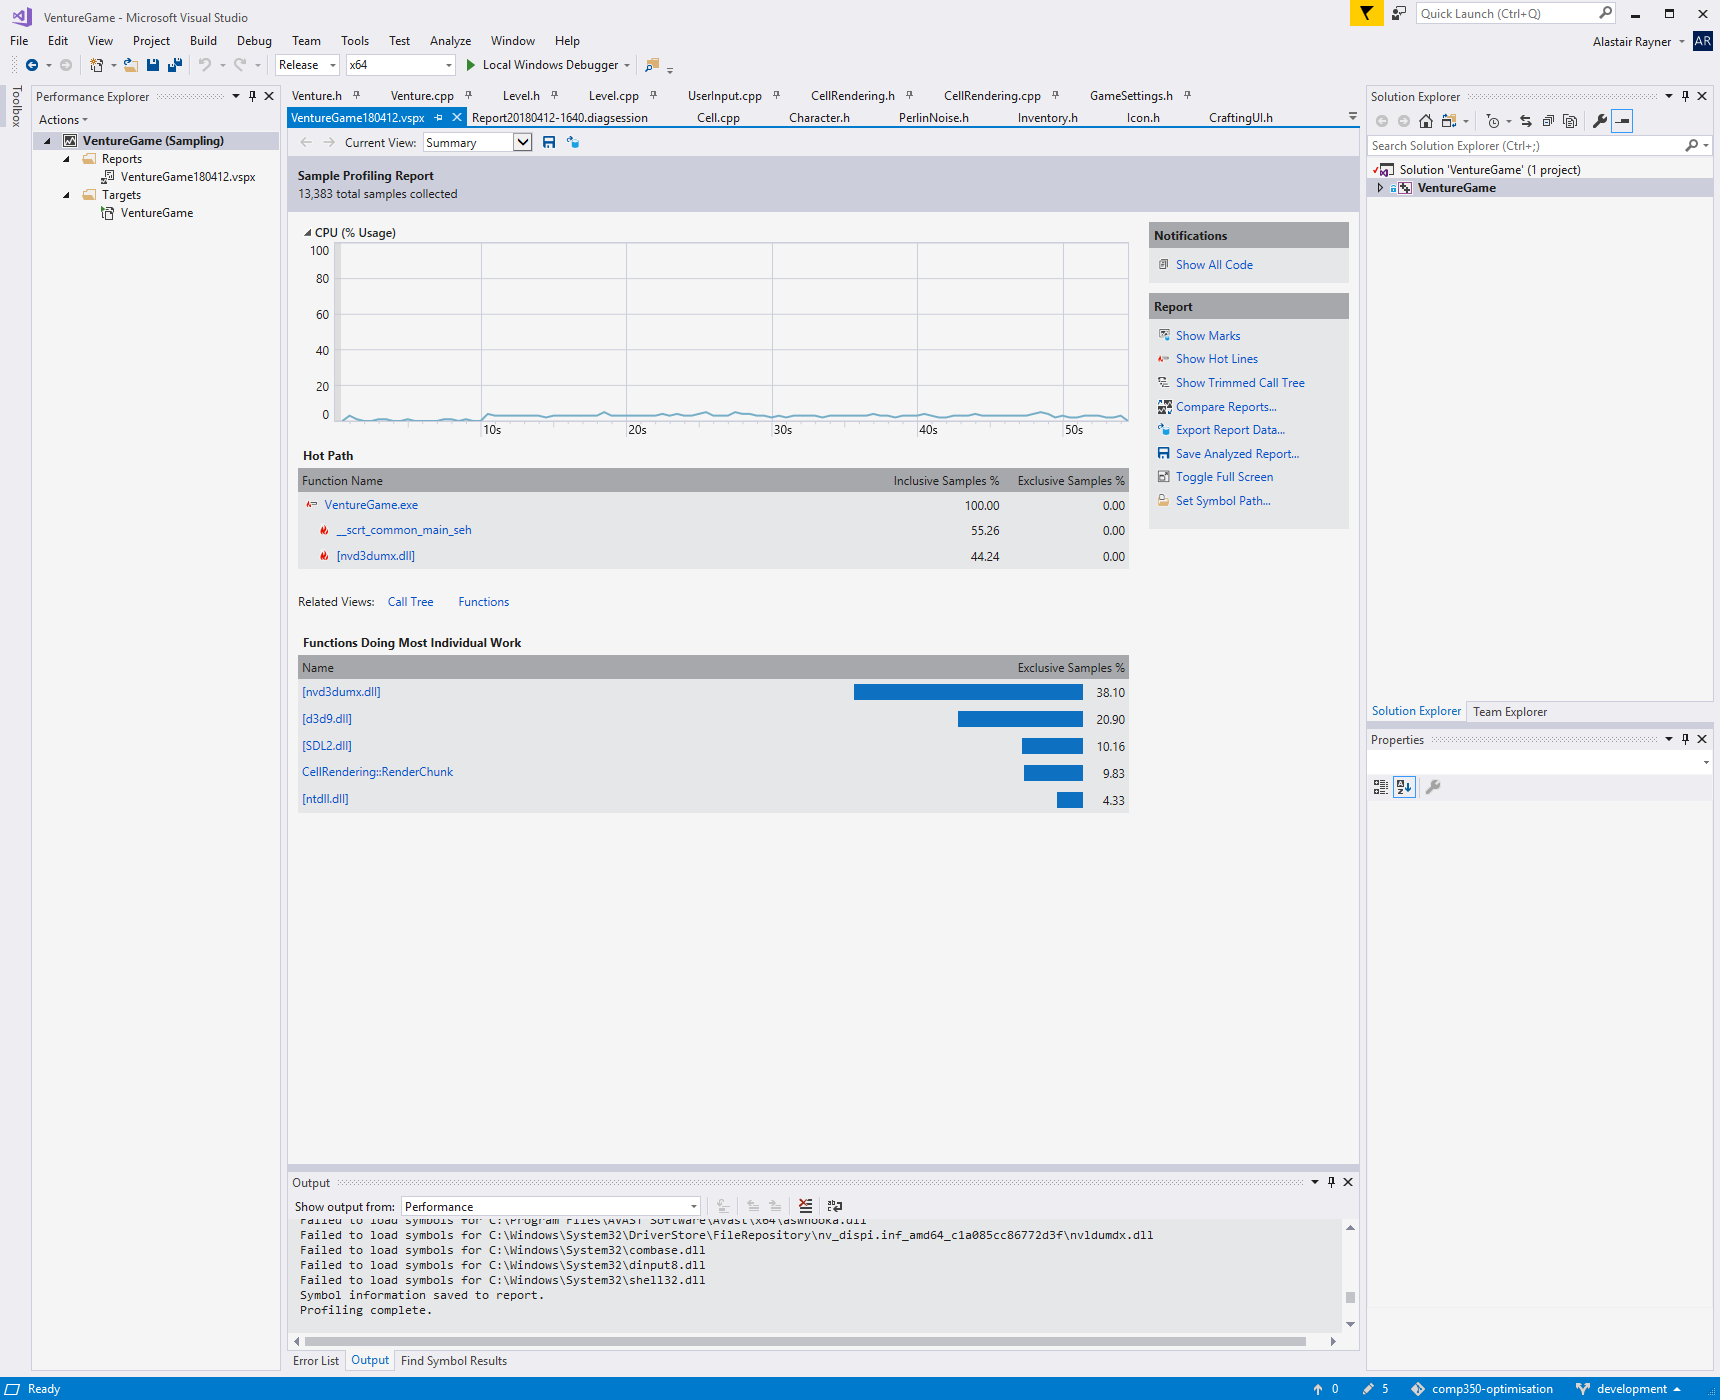 VentureGame - Microsoft Visual Studio
Quick Launch (Ctrl+Q)
File Edit View Project Build Debug Team Tools Test Analyze Window Help
Alastair Rayner AR
Release x64 Local Windows Debugger
Toolbox
Performance Explorer
Actions
VentureGame (Sampling)
Reports
VentureGame180412.vspx
Targets
VentureGame
Venture.h Venture.cpp Level.h Level.cpp UserInput.cpp CellRendering.h CellRendering.cpp GameSettings.h
VentureGame180412.vspx Report20180412-1640.diagsession Cell.cpp Character.h PerlinNoise.h Inventory.h Icon.h CraftingUI.h
Current View: Summary
Sample Profiling Report
13,383 total samples collected
CPU (% Usage)
100
80
60
40
20
0
10s 20s 30s 40s 50s
Hot Path
Function Name Inclusive Samples % Exclusive Samples %
VentureGame.exe 100.00 0.00
__scrt_common_main_seh 55.26 0.00
[nvd3dumx.dll] 44.24 0.00
Related Views: Call Tree Functions
Functions Doing Most Individual Work
Name Exclusive Samples %
[nvd3dumx.dll] 38.10
[d3d9.dll] 20.90
[SDL2.dll] 10.16
CellRendering::RenderChunk 9.83
[ntdll.dll] 4.33
Notifications
Show All Code
Report
Show Marks
Show Hot Lines
Show Trimmed Call Tree
Compare Reports...
Export Report Data...
Save Analyzed Report...
Toggle Full Screen
Set Symbol Path...
Solution Explorer
Search Solution Explorer (Ctrl+;)
Solution 'VentureGame' (1 project)
VentureGame
Solution Explorer Team Explorer
Properties
Output
Show output from: Performance
Failed to load symbols for C:\Program Files\AVAST Software\Avast\x64\aswhooka.dll
Failed to load symbols for C:\Windows\System32\DriverStore\FileRepository\nv_dispi.inf_amd64_c1a085cc86772d3f\nvldumdx.dll
Failed to load symbols for C:\Windows\System32\combase.dll
Failed to load symbols for C:\Windows\System32\dinput8.dll
Failed to load symbols for C:\Windows\System32\shell32.dll
Symbol information saved to report.
Profiling complete.
Error List Output Find Symbol Results
Ready 0 5 comp350-optimisation development